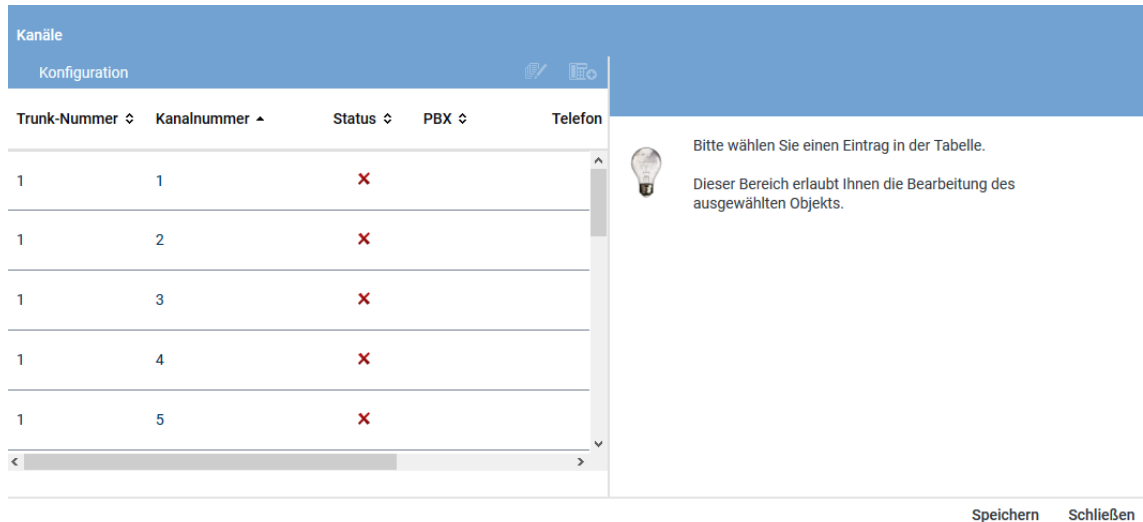 Kanäle
Konfiguration
Trunk-Nummer Kanalnummer Status PBX Telefon
1 1
1 2
1 3
1 4
1 5
Bitte wählen Sie einen Eintrag in der Tabelle.
Dieser Bereich erlaubt Ihnen die Bearbeitung des
ausgewählten Objekts.
Speichern Schließen